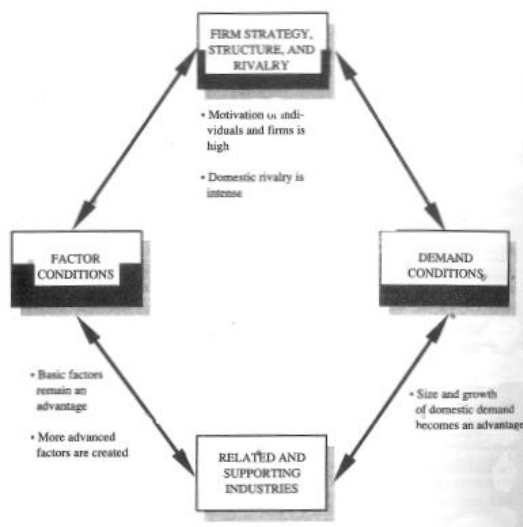 FIRM STRATEGY,
STRUCTURE, AND
RIVALRY
• Motivation of indi-
viduals and firms is
high
• Domestic rivalry is
intense
FACTOR
CONDITIONS
DEMAND
CONDITIONS
• Basic factors
remain an
advantage
• More advanced
factors are created
• Size and growth
of domestic demand
becomes an advantage
RELATED AND
SUPPORTING
INDUSTRIES